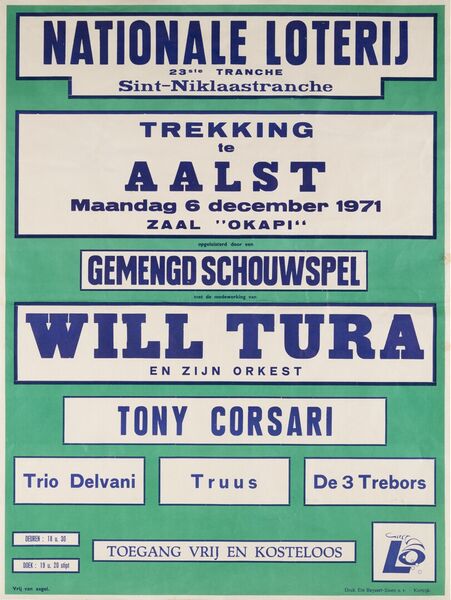 NATIONALE LOTERIJ
23ste TRANCHE
Sint-Niklaastranche
TREKKING
te
AALST
Maandag 6 december 1971
ZAAL "OKAPI"
opgeluisterd door een
GEMENGD SCHOUWSPEL
met de medewerking van
WILL TURA
EN ZIJN ORKEST
TONY CORSARI
Trio Delvani
Truus
De 3 Trebors
DEUREN : 18 u. 30
DOEK : 19 u. 20 stipt
TOEGANG VRIJ EN KOSTELOOS
Vrij van zegel.
Kortrijk